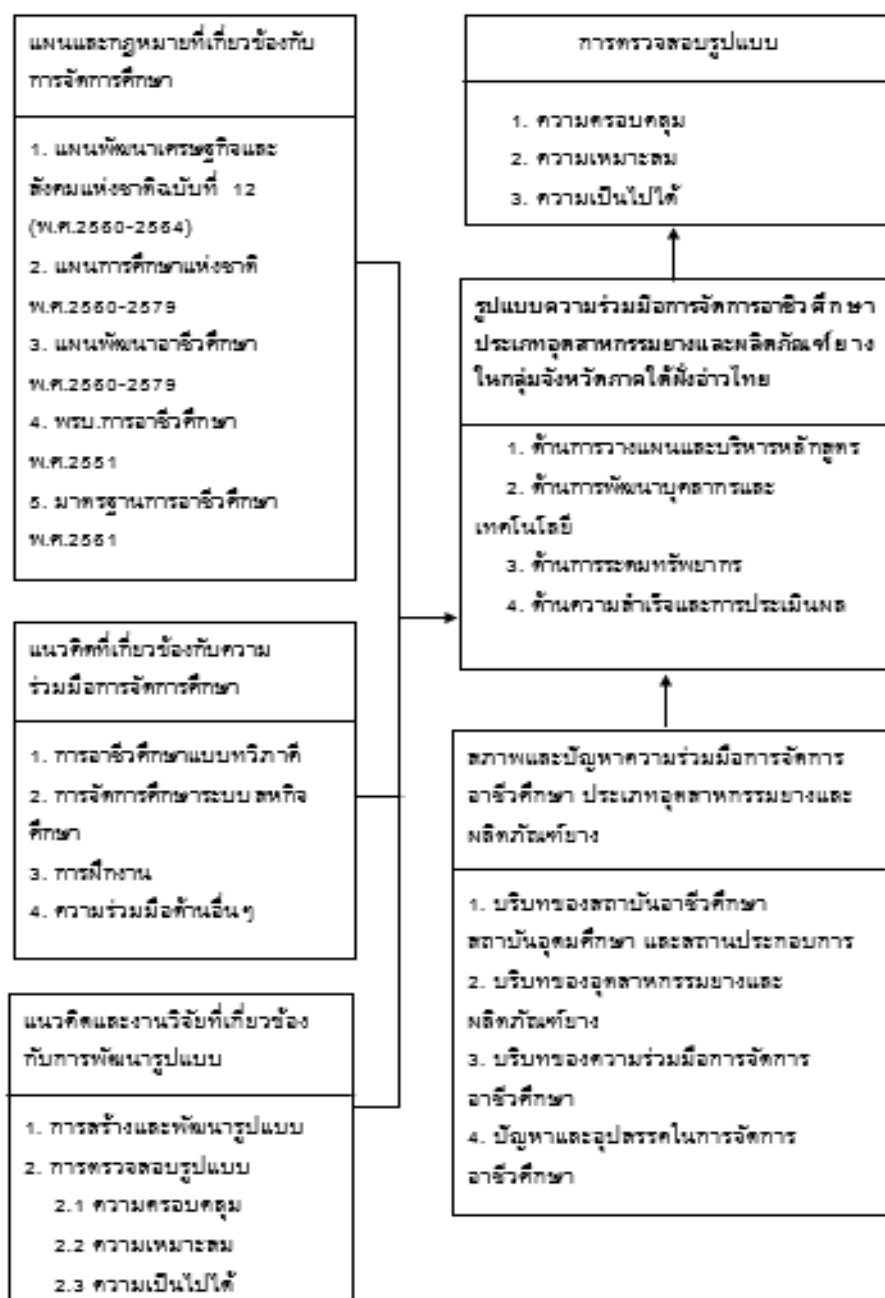 แผนและกฎหมายที่เกี่ยวข้องกับ
การจัดการศึกษา
1. แผนพัฒนาเศรษฐกิจและ
สังคมแห่งชาติฉบับที่ 12
(พ.ศ.2560-2564)
2. แผนการศึกษาแห่งชาติ
พ.ศ.2560-2579
3. แผนพัฒนาอาชีวศึกษา
พ.ศ.2560-2579
4. พรบ.การอาชีวศึกษา
พ.ศ.2551
5. มาตรฐานการอาชีวศึกษา
พ.ศ.2561
แนวคิดที่เกี่ยวข้องกับความ
ร่วมมือการจัดการศึกษา
1. การอาชีวศึกษาแบบทวิภาคี
2. การจัดการศึกษาระบบสหกิจ
ศึกษา
3. การฝึกงาน
4. ความร่วมมือด้านอื่นๆ
แนวคิดและงานวิจัยที่เกี่ยวข้อง
กับการพัฒนารูปแบบ
1. การสร้างและพัฒนารูปแบบ
2. การตรวจสอบรูปแบบ
2.1 ความครอบคลุม
2.2 ความเหมาะสม
2.3 ความเป็นไปได้
การตรวจสอบรูปแบบ
1. ความครอบคลุม
2. ความเหมาะสม
3. ความเป็นไปได้
รูปแบบความร่วมมือการจัดการอาชีวศึกษา
ประเภทอุตสาหกรรมยางและผลิตภัณฑ์ยาง
ในกลุ่มจังหวัดภาคใต้ฝั่งอ่าวไทย
1. ด้านการวางแผนและบริหารหลักสูตร
2. ด้านการพัฒนาบุคลากรและ
เทคโนโลยี
3. ด้านการระดมทรัพยากร
4. ด้านความสำเร็จและการประเมินผล
สภาพและปัญหาความร่วมมือการจัดการ
อาชีวศึกษา ประเภทอุตสาหกรรมยางและ
ผลิตภัณฑ์ยาง
1. บริบทของสถาบันอาชีวศึกษา
สถาบันอุดมศึกษา และสถานประกอบการ
2. บริบทของอุตสาหกรรมยางและ
ผลิตภัณฑ์ยาง
3. บริบทของความร่วมมือการจัดการ
อาชีวศึกษา
4. ปัญหาและอุปสรรคในการจัดการ
อาชีวศึกษา